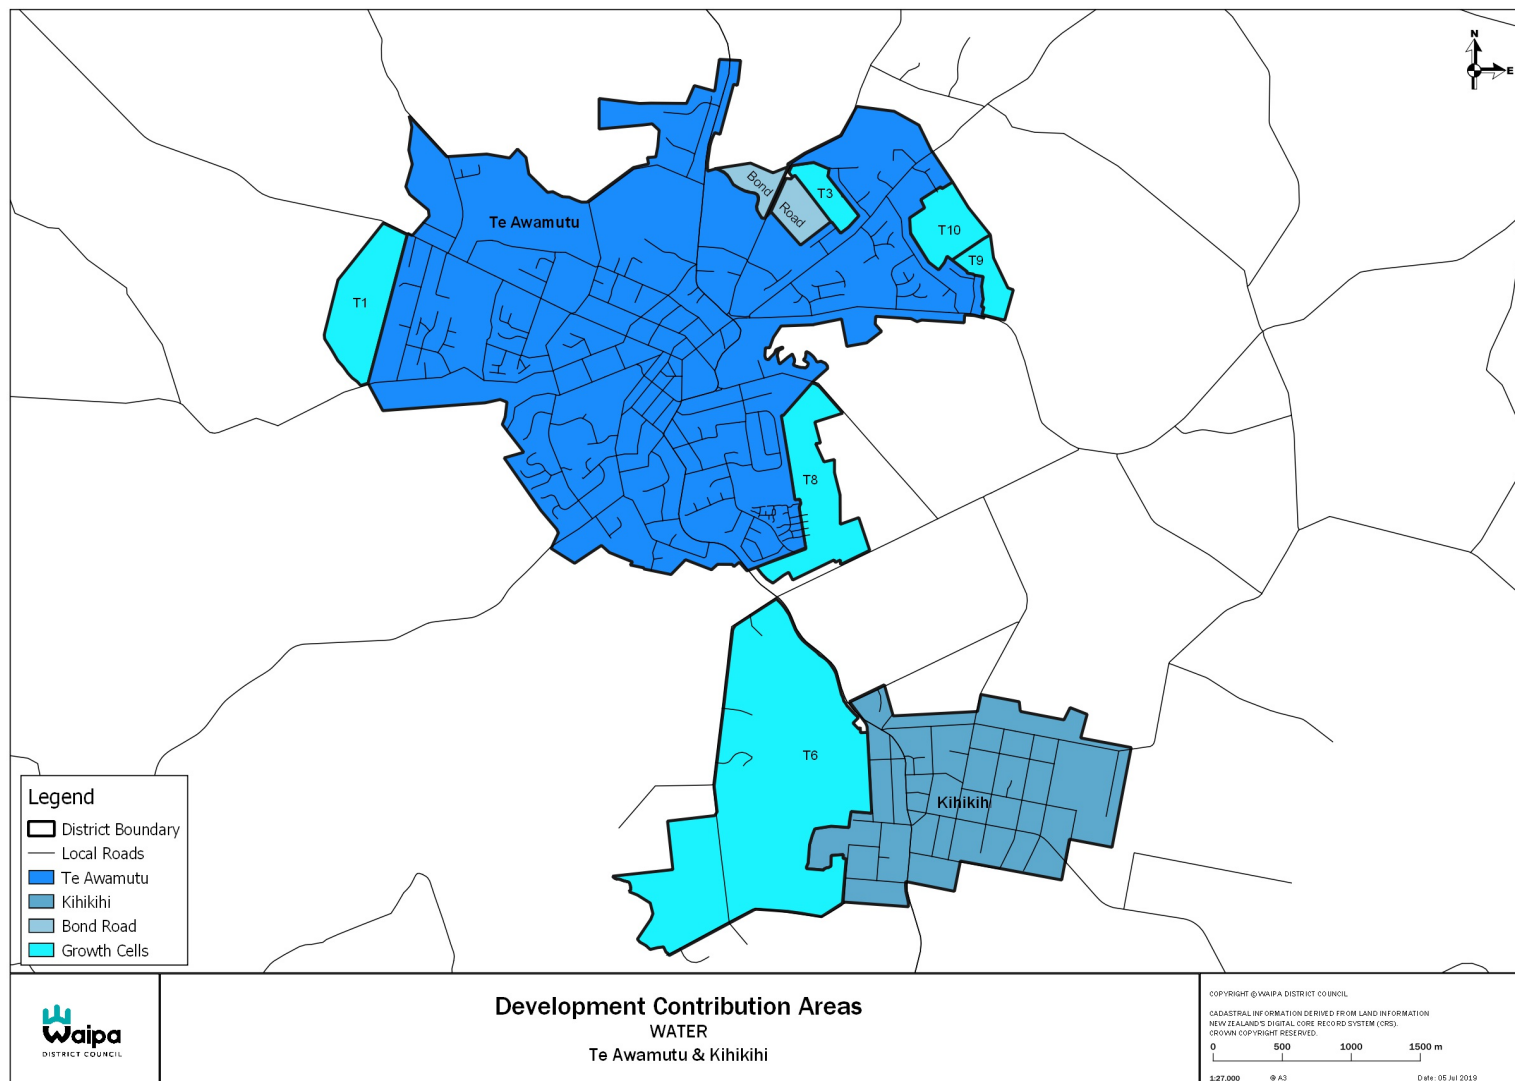 N
E
Bond
Road
T3
Te Awamutu
T10
T9
T1
T8
T6
Kihikih
Legend
District Boundary
Local Roads
Te Awamutu
Kihikihi
Bond Road
Growth Cells
Waipa
DISTRICT COUNCIL
Development Contribution Areas
WATER
Te Awamutu & Kihikihi
COPYRIGHT @ WAIPA DISTRICT COUNCIL
CADASTRAL INFORMATION DERIVED FROM LAND INFORMATION
NEW ZEALAND'S DIGITAL CORE RECORD SYSTEM (CRS).
CROWN COPYRIGHT RESERVED.
0 500 1000 1500 m
1:27,000 @ A3 Date: 05 Jul 2019